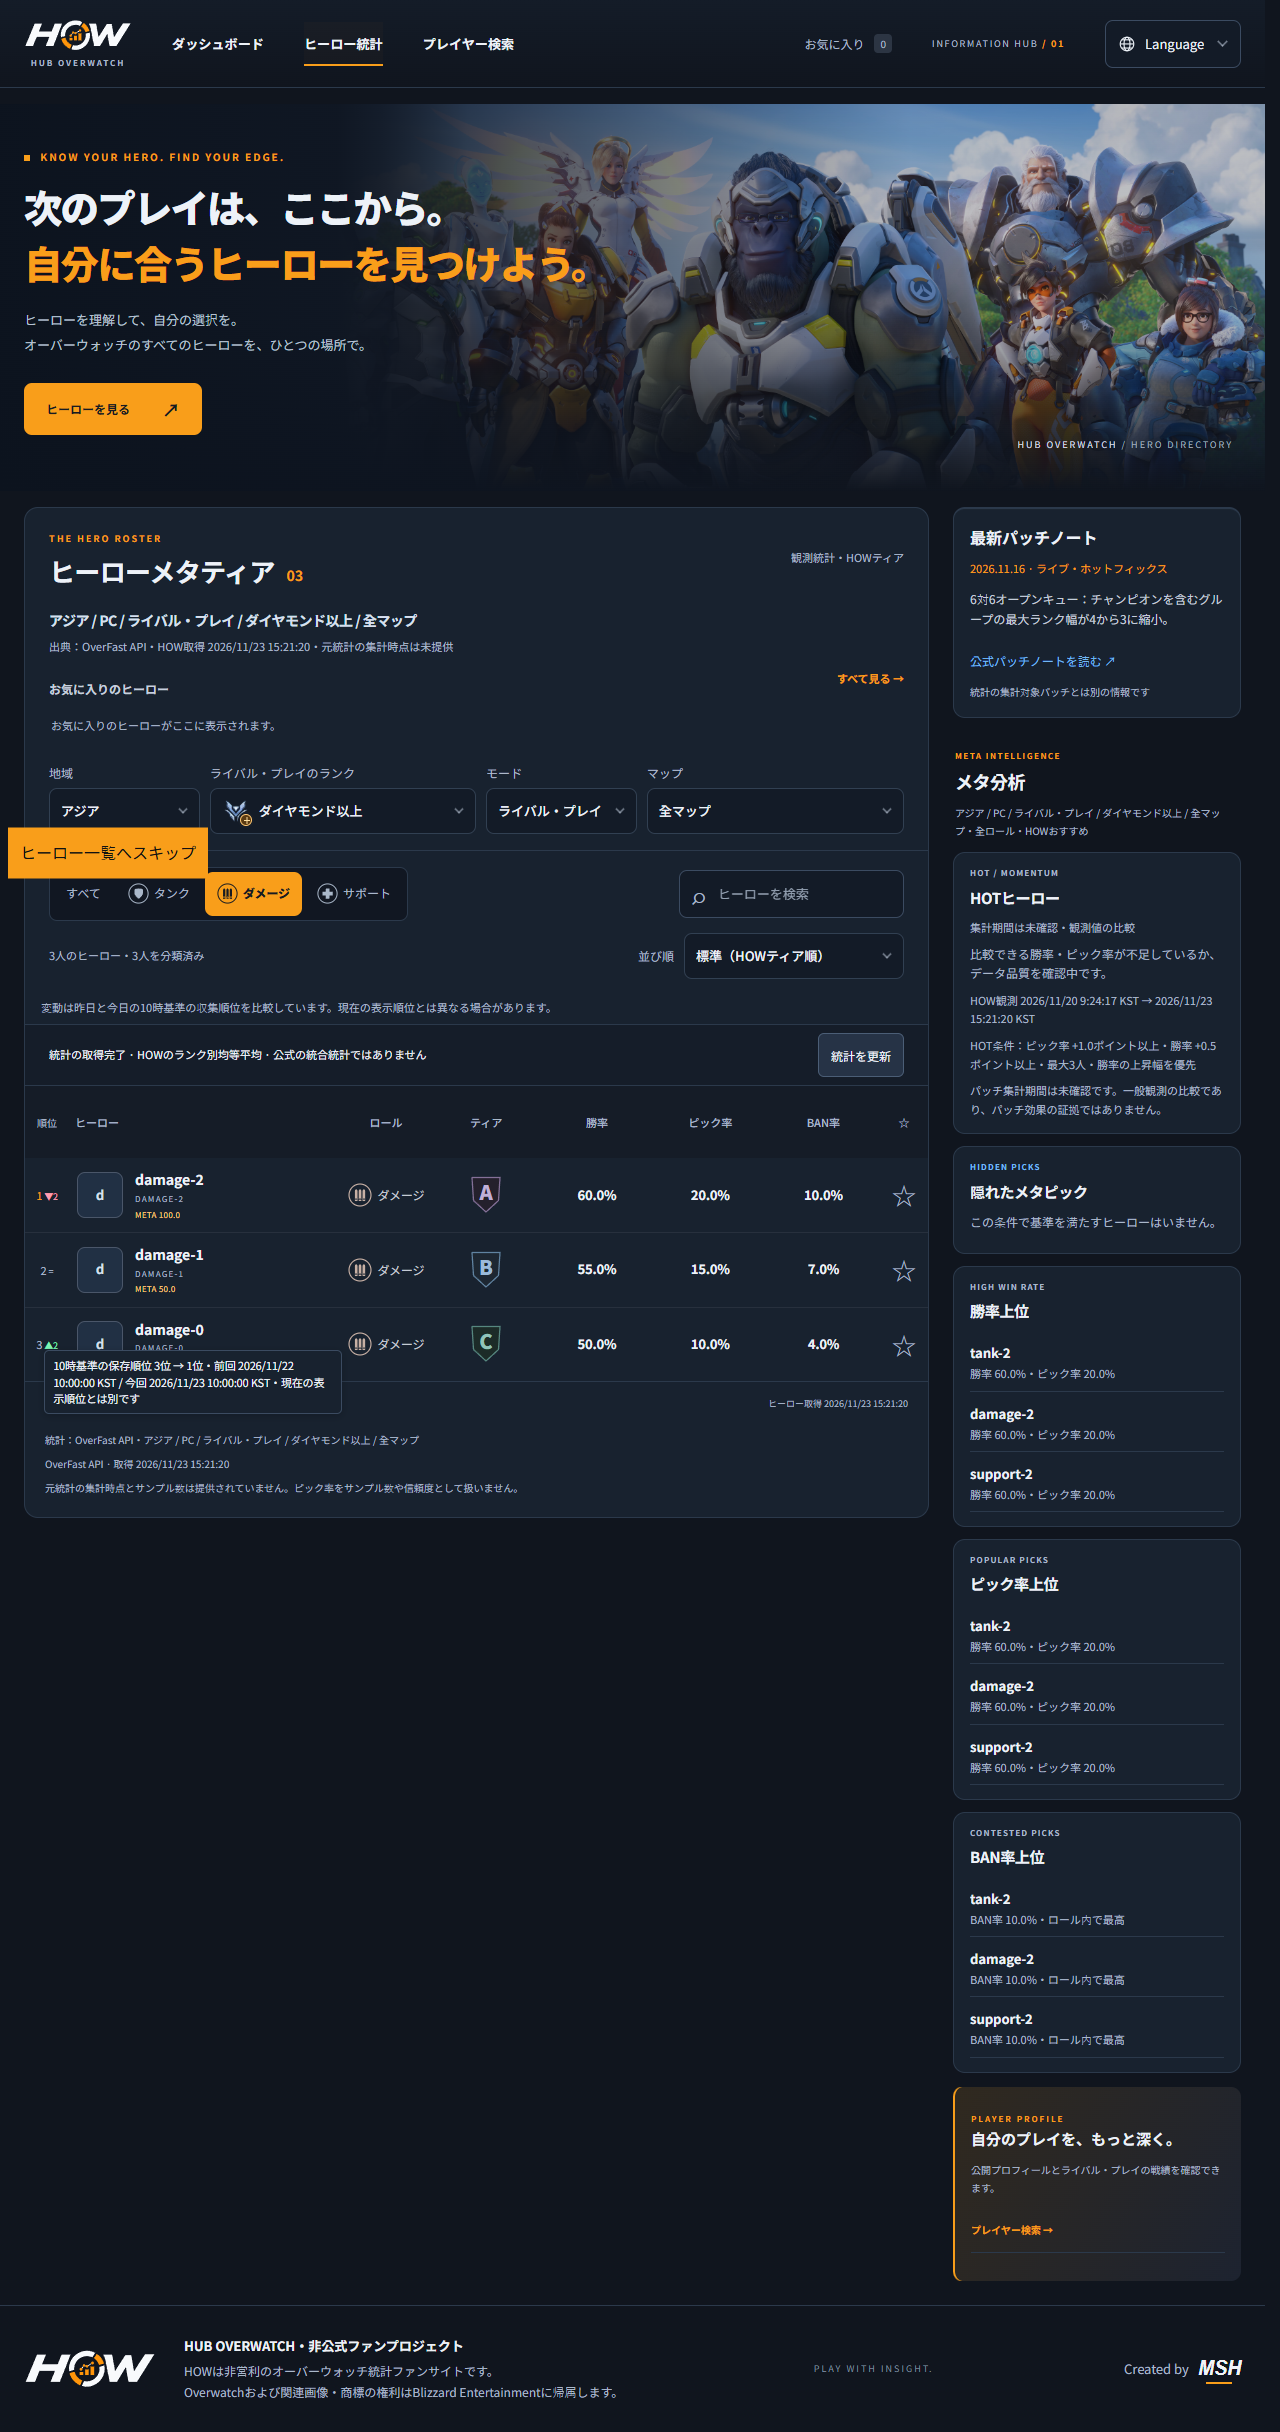 HOW
HUB OVERWATCH
ダッシュボード
ヒーロー統計
プレイヤー検索
お気に入り 0
INFORMATION HUB / 01
Language
KNOW YOUR HERO. FIND YOUR EDGE.
次のプレイは、ここから。
自分に合うヒーローを見つけよう。
ヒーローを理解して、自分の選択を。
オーバーウォッチのすべてのヒーローを、ひとつの場所で。
ヒーローを見る ↗
HUB OVERWATCH / HERO DIRECTORY
THE HERO ROSTER
ヒーローメタティア 03
観測統計・HOWティア
アジア / PC / ライバル・プレイ / ダイヤモンド以上 / 全マップ
出典：OverFast API・HOW取得 2026/11/23 15:21:20・元統計の集計時点は未提供
お気に入りのヒーロー
すべて見る →
お気に入りのヒーローがここに表示されます。
地域
ライバル・プレイのランク
モード
マップ
アジア
ダイヤモンド以上
ライバル・プレイ
全マップ
ヒーロー一覧へスキップ
すべて
タンク
ダメージ
サポート
ヒーローを検索
3人のヒーロー・3人を分類済み
並び順
標準（HOWティア順）
変動は昨日と今日の10時基準の収集順位を比較しています。現在の表示順位とは異なる場合があります。
統計の取得完了 · HOWのランク別均等平均 · 公式の統合統計ではありません
統計を更新
順位 ヒーロー ロール ティア 勝率 ピック率 BAN率 ☆
1 ▼2 d damage-2 ダメージ A 60.0% 20.0% 10.0% ☆
DAMAGE-2
META 100.0
2 = d damage-1 ダメージ B 55.0% 15.0% 7.0% ☆
DAMAGE-1
META 50.0
3 ▲2 d damage-0 ダメージ C 50.0% 10.0% 4.0% ☆
DAMAGE-0
10時基準の保存順位 3位 → 1位・前回 2026/11/22
10:00:00 KST / 今回 2026/11/23 10:00:00 KST・現在の表
示順位とは別です
ヒーロー取得 2026/11/23 15:21:20
統計：OverFast API・アジア / PC / ライバル・プレイ / ダイヤモンド以上 / 全マップ
OverFast API · 取得 2026/11/23 15:21:20
元統計の集計時点とサンプル数は提供されていません。ピック率をサンプル数や信頼度として扱いません。
最新パッチノート
2026.11.16 · ライブ・ホットフィックス
6対6オープンキュー：チャンピオンを含むグル
ープの最大ランク幅が4から3に縮小。
公式パッチノートを読む ↗
統計の集計対象パッチとは別の情報です
META INTELLIGENCE
メタ分析
アジア / PC / ライバル・プレイ / ダイヤモンド以上 / 全マッ
プ・全ロール・HOWおすすめ
HOT / MOMENTUM
HOTヒーロー
集計期間は未確認・観測値の比較
比較できる勝率・ピック率が不足しているか、
データ品質を確認中です。
HOW観測 2026/11/20 9:24:17 KST → 2026/11/23
15:21:20 KST
HOT条件：ピック率 +1.0ポイント以上・勝率 +0.5
ポイント以上・最大3人・勝率の上昇幅を優先
パッチ集計期間は未確認です。一般観測の比較であ
り、パッチ効果の証拠ではありません。
HIDDEN PICKS
隠れたメタピック
この条件で基準を満たすヒーローはいません。
HIGH WIN RATE
勝率上位
tank-2
勝率 60.0%・ピック率 20.0%
damage-2
勝率 60.0%・ピック率 20.0%
support-2
勝率 60.0%・ピック率 20.0%
POPULAR PICKS
ピック率上位
tank-2
勝率 60.0%・ピック率 20.0%
damage-2
勝率 60.0%・ピック率 20.0%
support-2
勝率 60.0%・ピック率 20.0%
CONTESTED PICKS
BAN率上位
tank-2
BAN率 10.0%・ロール内で最高
damage-2
BAN率 10.0%・ロール内で最高
support-2
BAN率 10.0%・ロール内で最高
PLAYER PROFILE
自分のプレイを、もっと深く。
公開プロフィールとライバル・プレイの戦績を確認でき
ます。
プレイヤー検索 →
HOW
HUB OVERWATCH・非公式ファンプロジェクト
HOWは非営利のオーバーウォッチ統計ファンサイトです。
Overwatchおよび関連画像・商標の権利はBlizzard Entertainmentに帰属します。
PLAY WITH INSIGHT.
Created by MSH